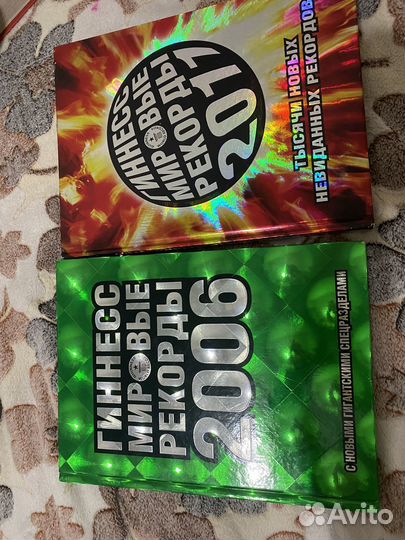 ГИННЕСС
МИРОВЫЕ
РЕКОРДЫ
2011
ТЫСЯЧИ НОВЫХ
НЕВИДАННЫХ РЕКОРДОВ
ГИННЕСС
МИРОВЫЕ
РЕКОРДЫ
2006
С НОВЫМИ ГИГАНТСКИМИ СПЕЦРАЗДЕЛАМИ
Avito